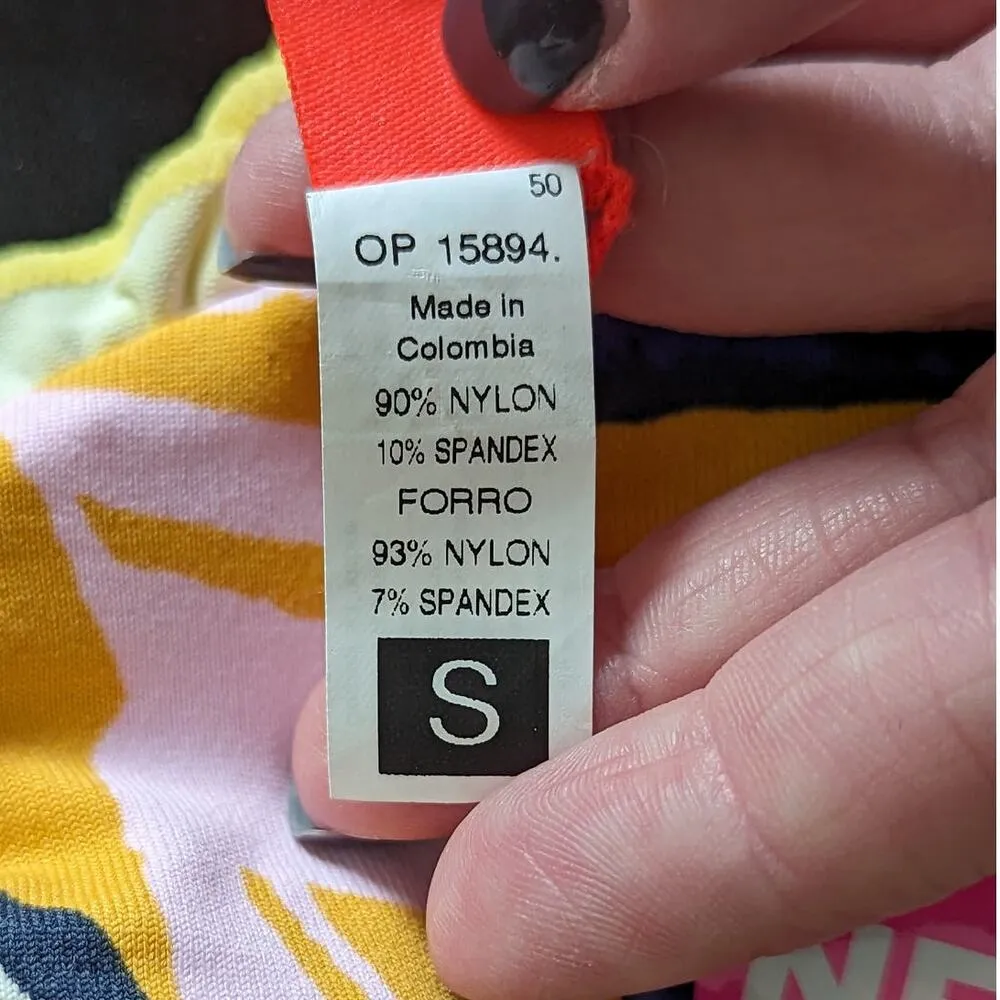 50
OP 15894.
Made in
Colombia
90% NYLON
10% SPANDEX
FORRO
93% NYLON
7% SPANDEX
S